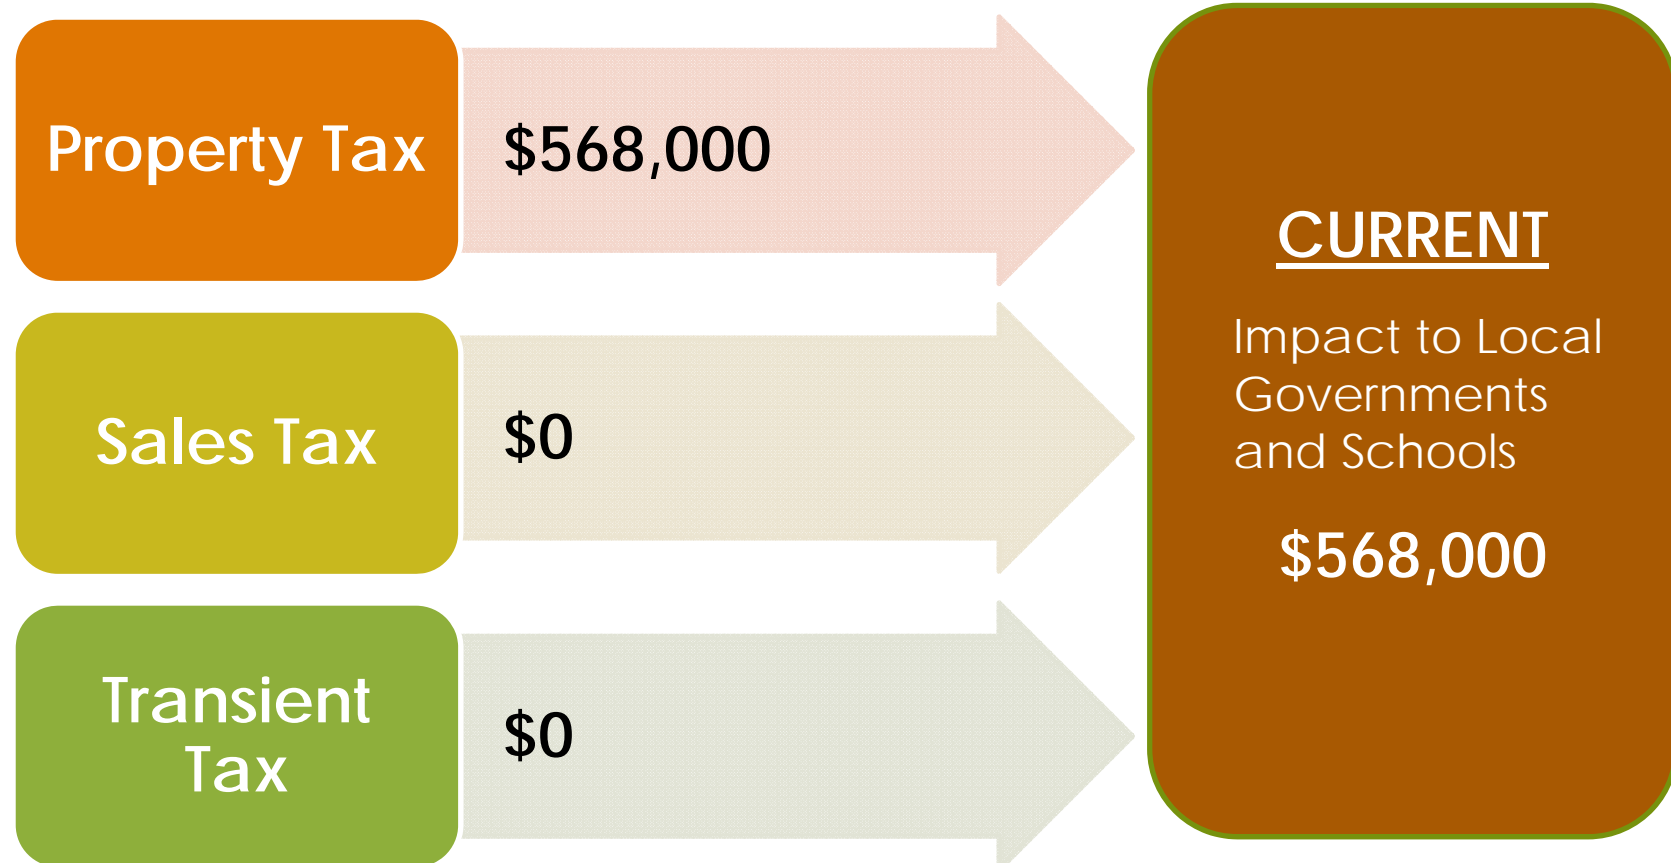 Property Tax
$568,000
Sales Tax
$0
Transient
Tax
$0
CURRENT
Impact to Local
Governments
and Schools
$568,000